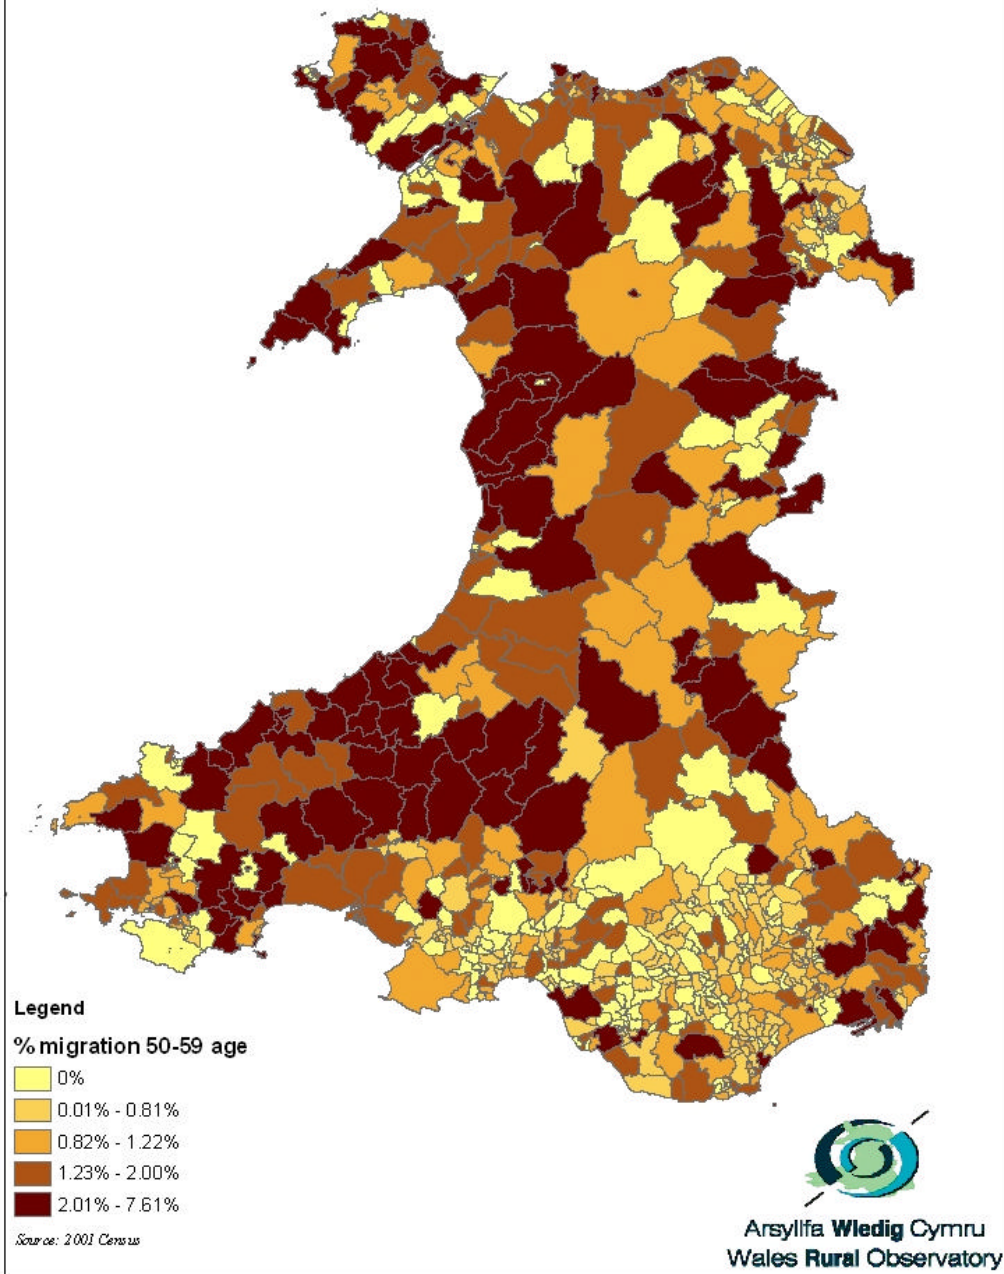 Legend
% migration 50-59 age
0%
0.01% - 0.81%
0.82% - 1.22%
1.23% - 2.00%
2.01% - 7.61%
Source: 2001 Census
Arsyllfa Wledig Cymru
Wales Rural Observatory